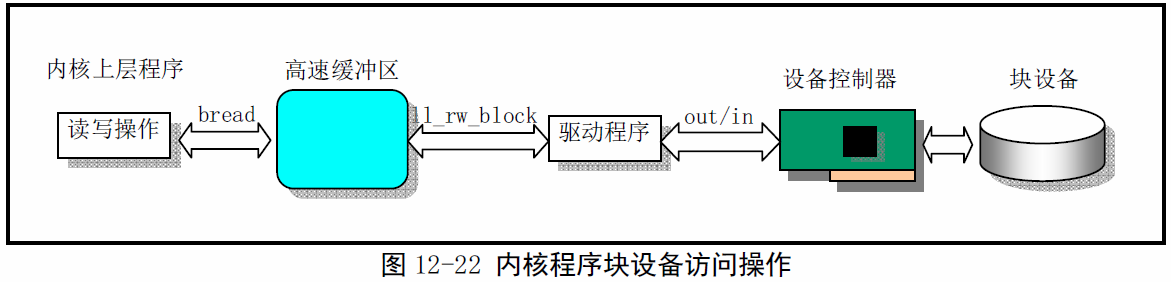 内核上层程序
高速缓冲区
设备控制器
块设备
读写操作
bread
ll_rw_block
驱动程序
out/in
图 12-22 内核程序块设备访问操作